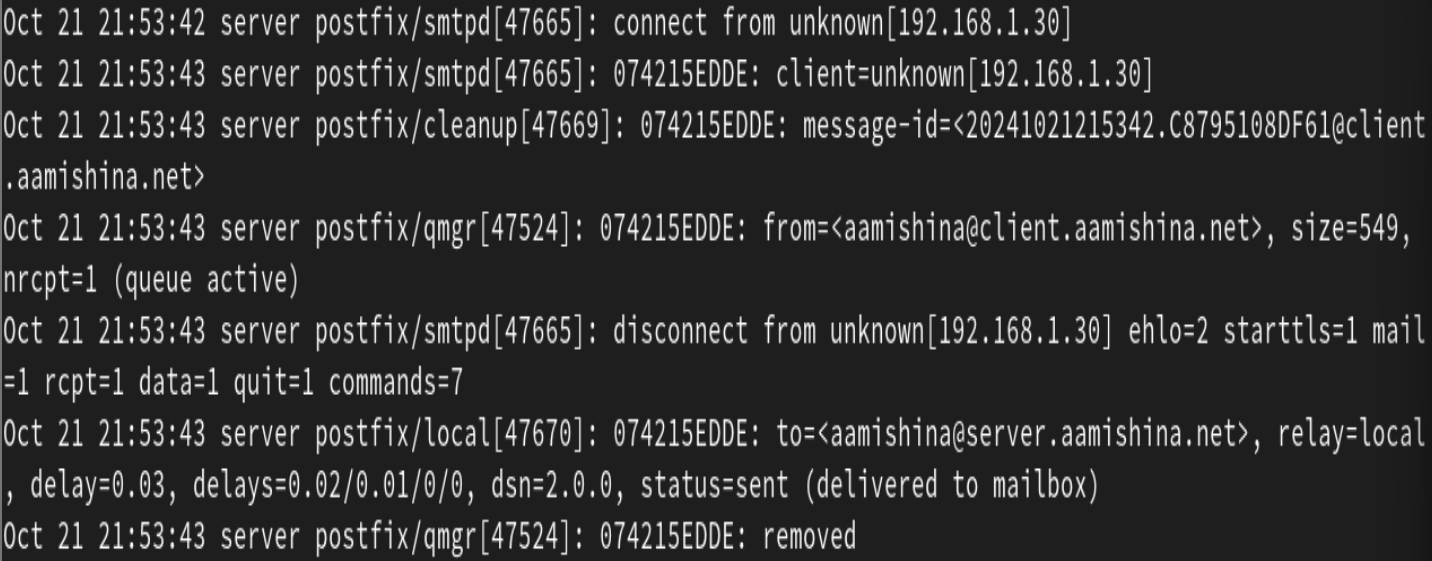 Oct 21 21:53:42 server postfix/smtpd[47665]: connect from unknown[192.168.1.30]
Oct 21 21:53:43 server postfix/smtpd[47665]: 074215EDDE: client=unknown[192.168.1.30]
Oct 21 21:53:43 server postfix/cleanup[47669]: 074215EDDE: message-id=<20241021215342.C8795108DF61@client
.aamishina.net>
Oct 21 21:53:43 server postfix/qmgr[47524]: 074215EDDE: from=<aamishina@client.aamishina.net>, size=549,
nrcpt=1 (queue active)
Oct 21 21:53:43 server postfix/smtpd[47665]: disconnect from unknown[192.168.1.30] ehlo=2 starttls=1 mail
=1 rcpt=1 data=1 quit=1 commands=7
Oct 21 21:53:43 server postfix/local[47670]: 074215EDDE: to=<aamishina@server.aamishina.net>, relay=local
, delay=0.03, delays=0.02/0.01/0/0, dsn=2.0.0, status=sent (delivered to mailbox)
Oct 21 21:53:43 server postfix/qmgr[47524]: 074215EDDE: removed